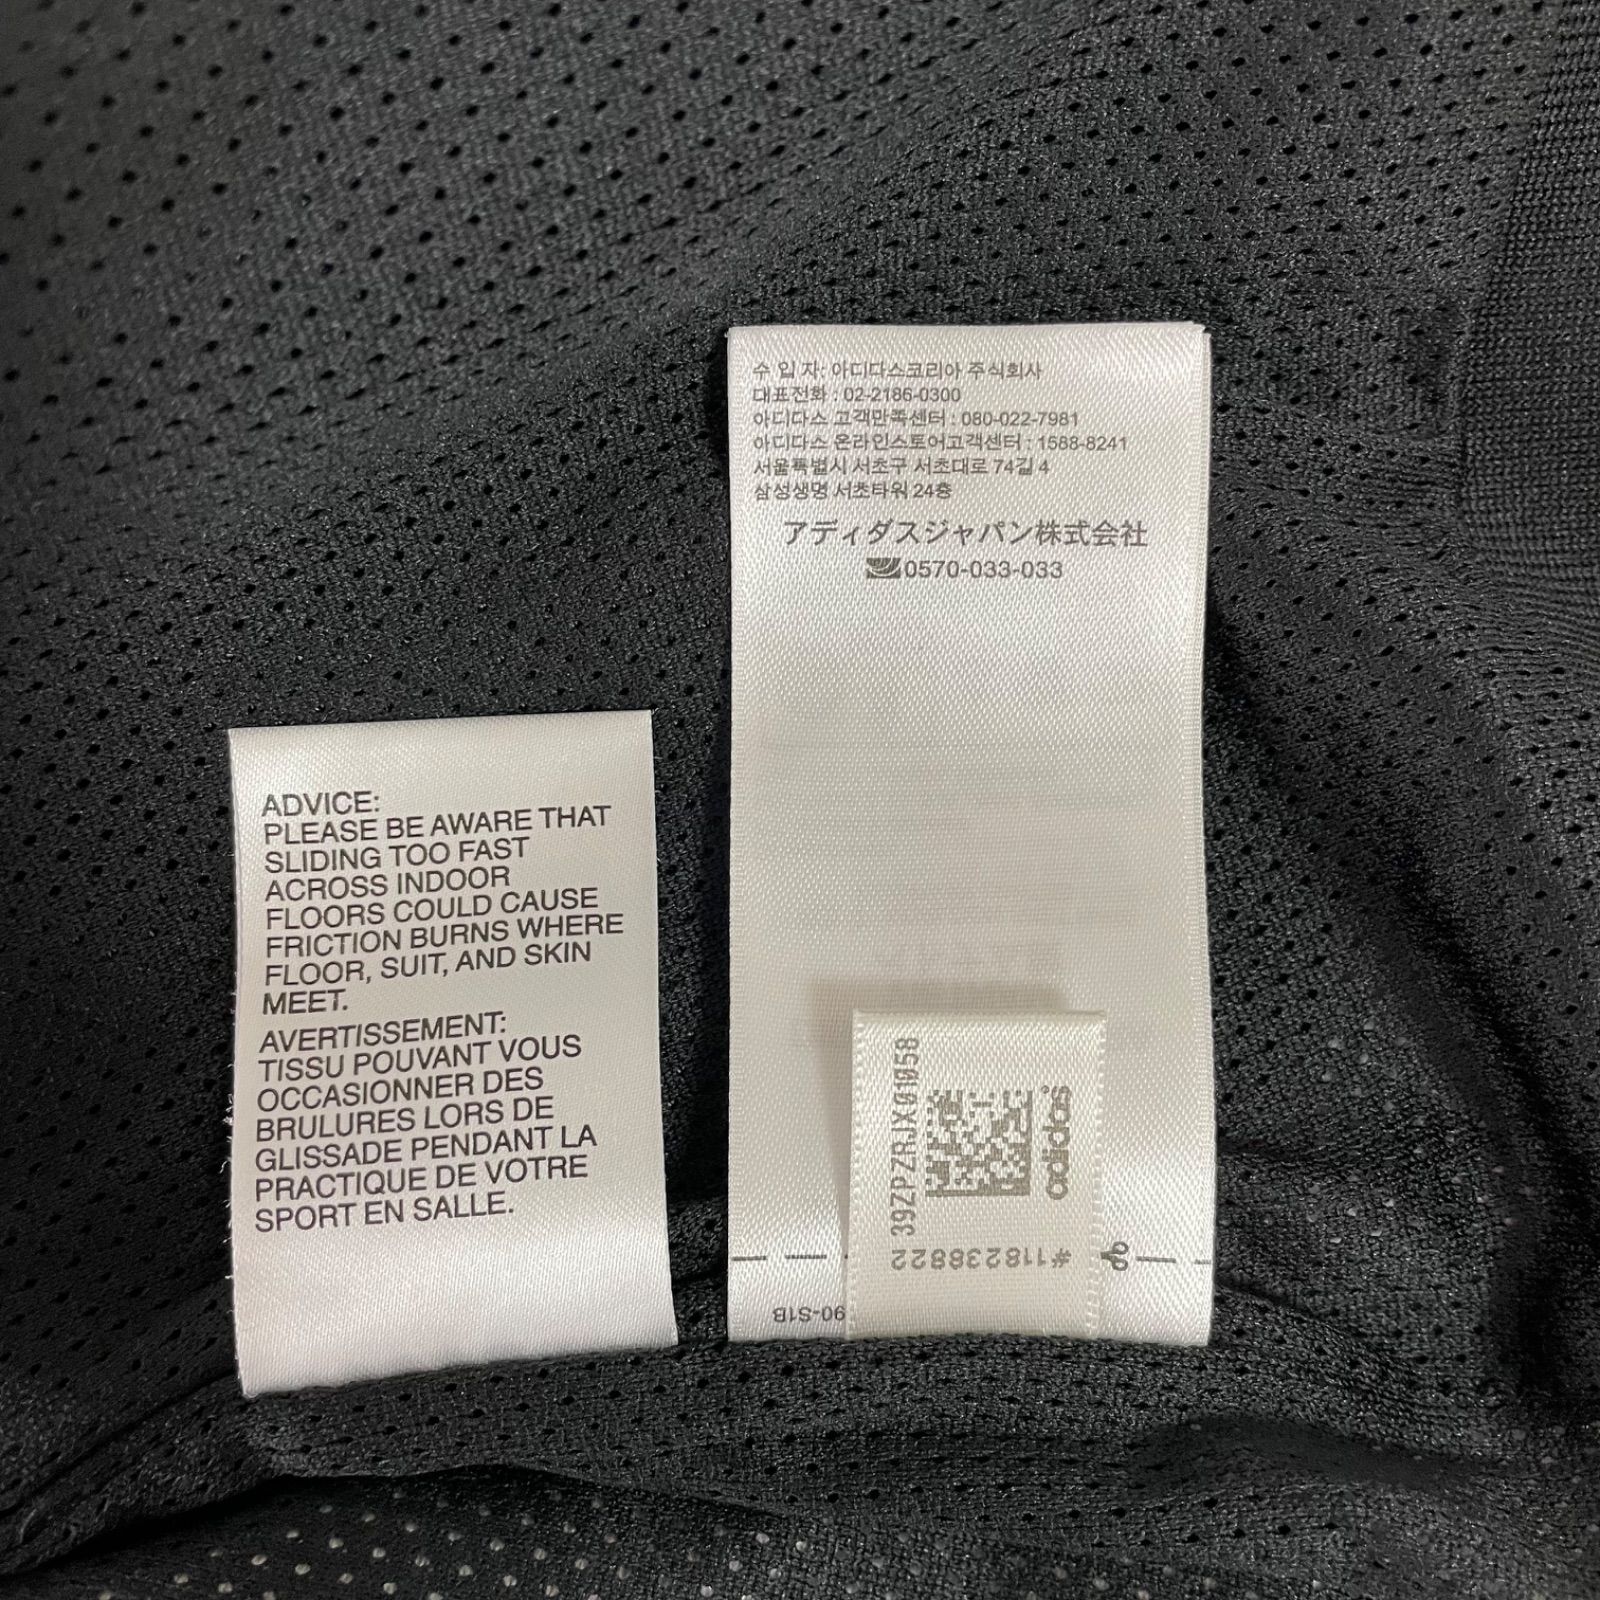 수 입 자: 아디다스코리아 주식회사
대표전화 : 02-2186-0300
아디다스 고객만족센터 : 080-022-7981
아디다스 온라인스토어고객센터 : 1588-8241
서울특별시 서초구 서초대로 74길 4
삼성생명 서초타워 24층
アディダスジャパン株式会社
0570-033-033
ADVICE:
PLEASE BE AWARE THAT
SLIDING TOO FAST
ACROSS INDOOR
FLOORS COULD CAUSE
FRICTION BURNS WHERE
FLOOR, SUIT, AND SKIN
MEET.
AVERTISSEMENT:
TISSU POUVANT VOUS
OCCASIONNER DES
BRULURES LORS DE
GLISSADE PENDANT LA
PRACTIQUE DE VOTRE
SPORT EN SALLE.
39ZPZRJX01058
adidas
#118238822
90-S1B